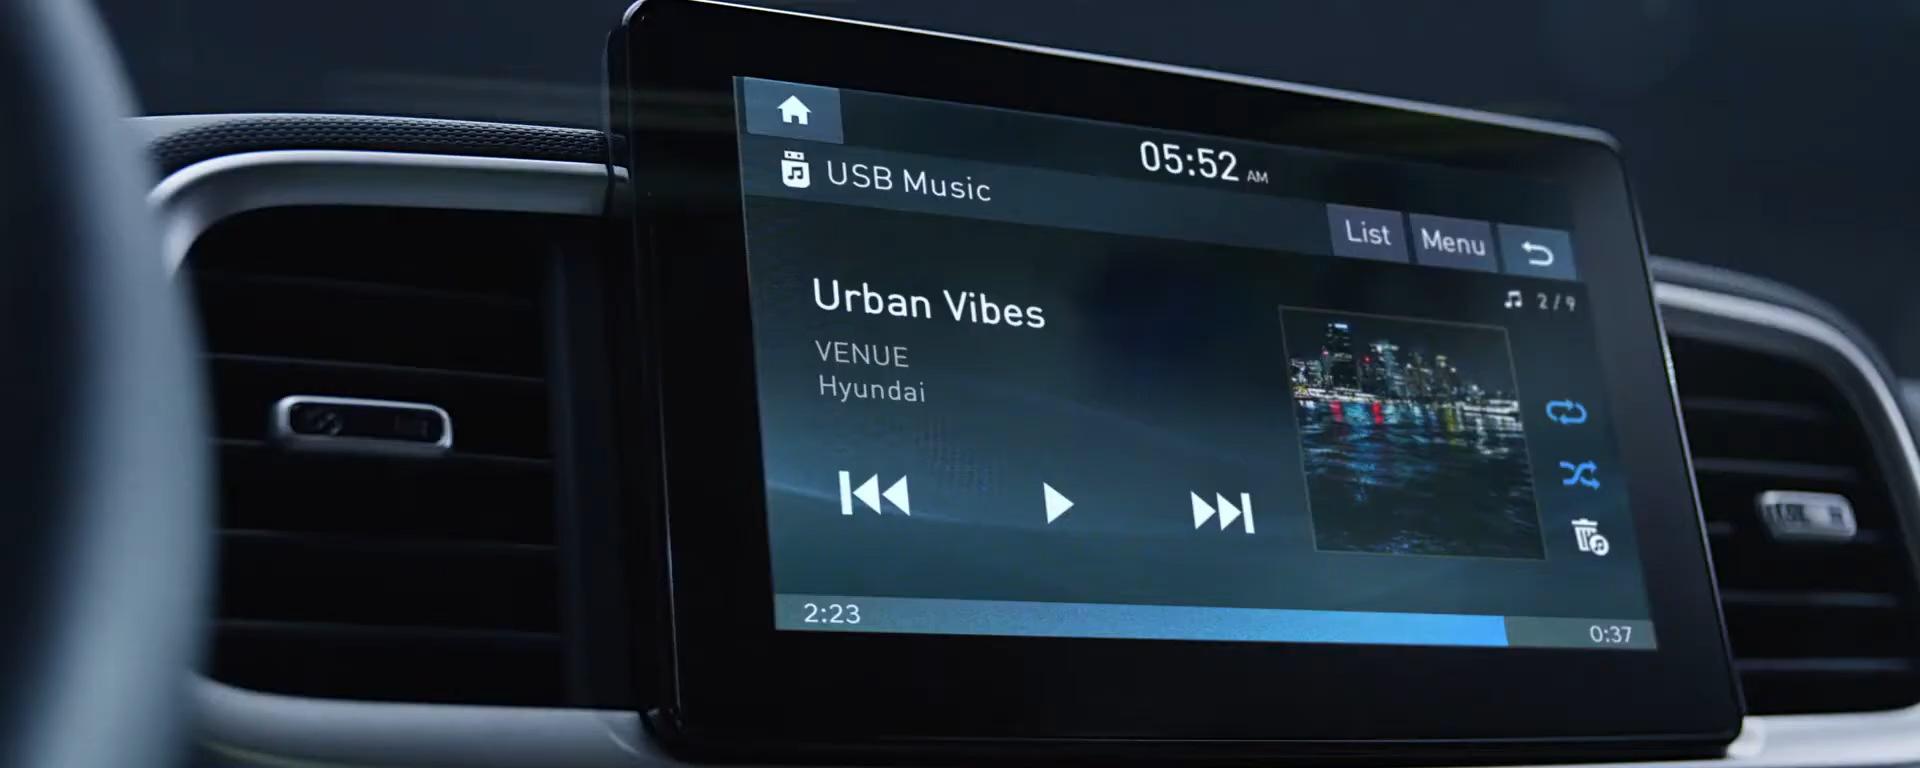 05:52 AM
USB Music
List
Menu
2/9
Urban Vibes
VENUE
Hyundai
2:23
0:37